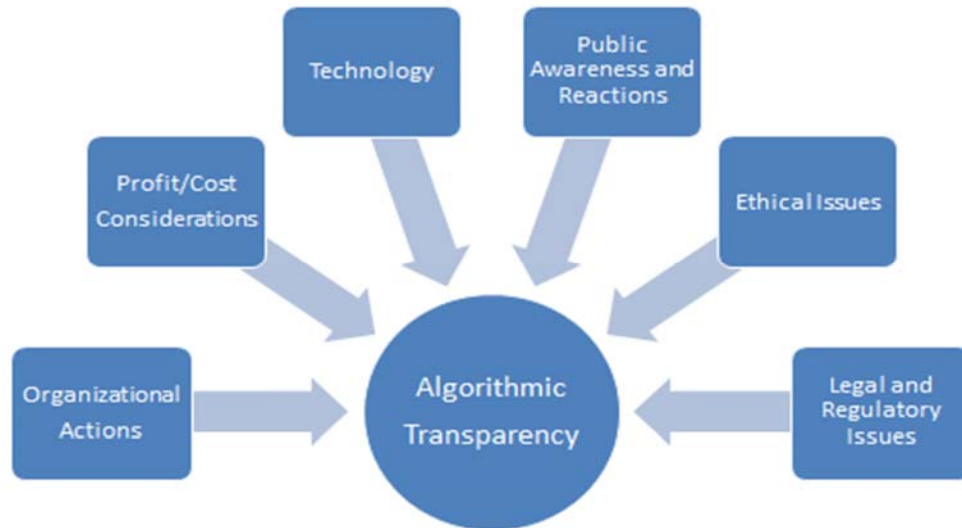 Technology
Public
Awareness and
Reactions
Profit/Cost
Considerations
Ethical Issues
Organizational
Actions
Algorithmic
Transparency
Legal and
Regulatory
Issues